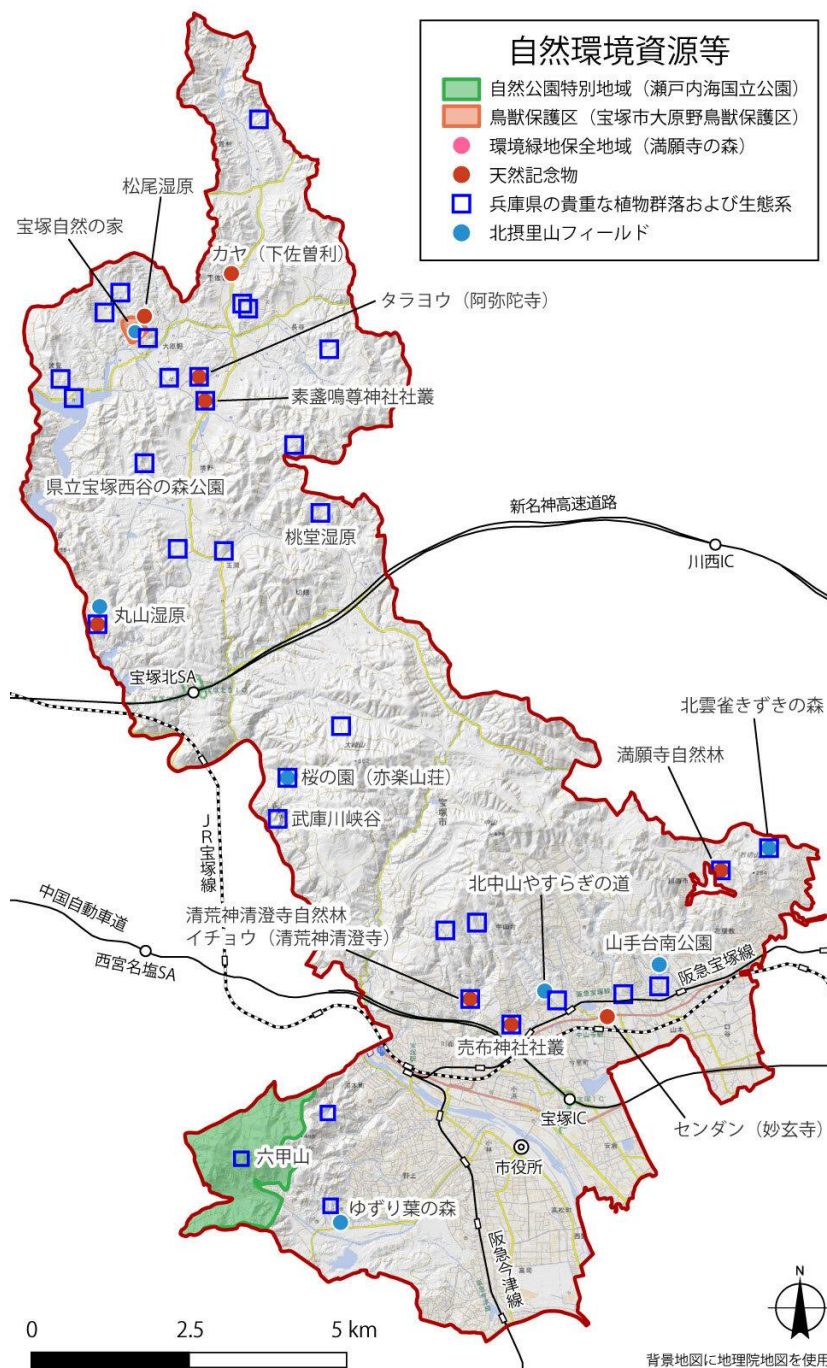 自然環境資源等
自然公園特別地域（瀬戸内海国立公園）
鳥獣保護区（宝塚市大原野鳥獣保護区）
環境緑地保全地域（満願寺の森）
天然記念物
兵庫県の貴重な植物群落および生態系
北摂里山フィールド
松尾湿原
宝塚自然の家
カヤ（下佐曽利）
タラヨウ（阿弥陀寺）
素盞嗚尊神社社叢
県立宝塚西谷の森公園
桃堂湿原
新名神高速道路
川西IC
丸山湿原
宝塚北SA
北雲雀きずきの森
満願寺自然林
桜の園（亦楽山荘）
武庫川峡谷
JR宝塚線
中国自動車道
西宮名塩SA
清荒神清澄寺自然林
イチョウ（清荒神清澄寺）
北中山やすらぎの道
山手台南公園
阪急宝塚線
売布神社社叢
宝塚IC
センダン（妙玄寺）
市役所
六甲山
ゆずり葉の森
阪急今津線
N
0 2.5 5 km
背景地図に地理院地図を使用